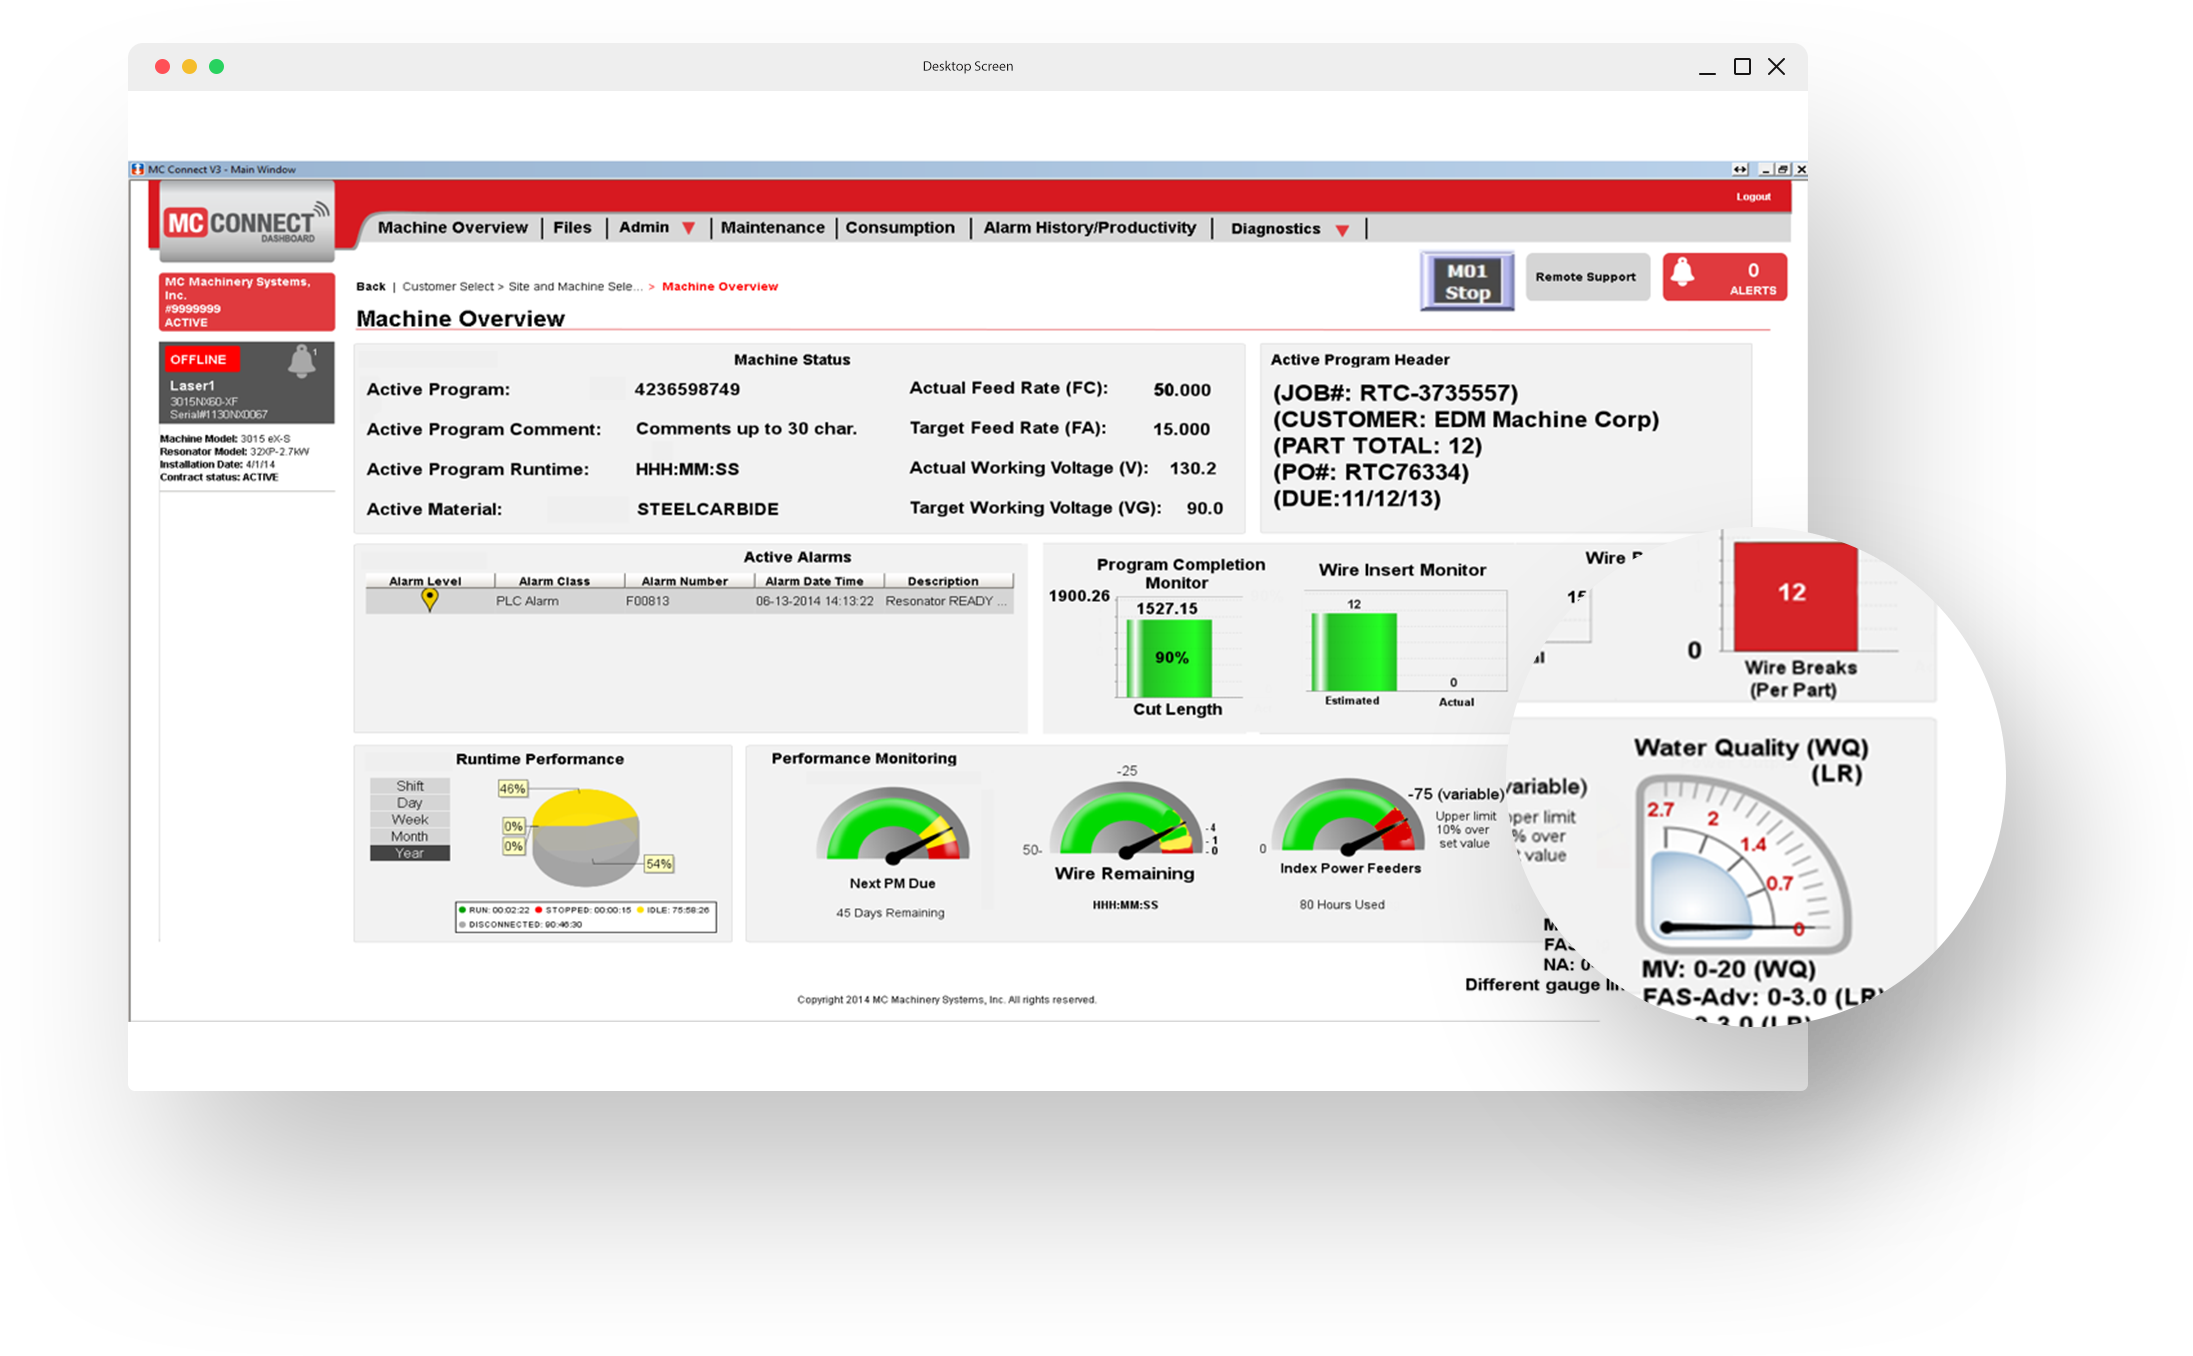 Desktop Screen
MC Connect V3 - Main Window
Logout
MC CONNECT
DASHBOARD
Machine Overview | Files | Admin | Maintenance | Consumption | Alarm History/Productivity | Diagnostics |
MC Machinery Systems,
Inc.
#9999999
ACTIVE
Back | Customer Select > Site and Machine Sele... > Machine Overview
M01
Stop
Remote Support
0
ALERTS
Machine Overview
OFFLINE
1
Laser1
3015NX60-XF
Serial#1130NX0067
Machine Model: 3015 eX-S
Resonator Model: 32XP-2.7kW
Installation Date: 4/1/14
Contract status: ACTIVE
Machine Status
Active Program: 4236598749
Actual Feed Rate (FC): 50.000
Active Program Comment: Comments up to 30 char.
Target Feed Rate (FA): 15.000
Active Program Runtime: HHH:MM:SS
Actual Working Voltage (V): 130.2
Active Material: STEELCARBIDE
Target Working Voltage (VG): 90.0
Active Program Header
(JOB#: RTC-3735557)
(CUSTOMER: EDM Machine Corp)
(PART TOTAL: 12)
(PO#: RTC76334)
(DUE:11/12/13)
Active Alarms
Alarm Level Alarm Class Alarm Number Alarm Date Time Description
PLC Alarm F00813 06-13-2014 14:13:22 Resonator READY ...
Program Completion
Monitor
1900.26
1527.15
90%
Cut Length
Wire Insert Monitor
12
0
Estimated
Actual
Wire
15
12
0
Wire Breaks
(Per Part)
Runtime Performance
Shift
Day
Week
Month
Year
46%
0%
0%
54%
RUN: 00:02:22 STOPPED: 00:00:15 IDLE: 75:58:26
DISCONNECTED: 90:46:30
Performance Monitoring
Next PM Due
45 Days Remaining
-25
50-
- 4
- 1
- 0
Wire Remaining
HHH:MM:SS
0
-75 (variable)
Upper limit
10% over
set value
Index Power Feeders
80 Hours Used
variable)
upper limit
% over
value
Water Quality (WQ)
(LR)
2.7
2
1.4
0.7
0
MV: 0-20 (WQ)
FAS-Adv: 0-3.0 (LR)
0-3.0 (LR)
NA: 0-
Different gauge
Copyright 2014 MC Machinery Systems, Inc. All rights reserved.